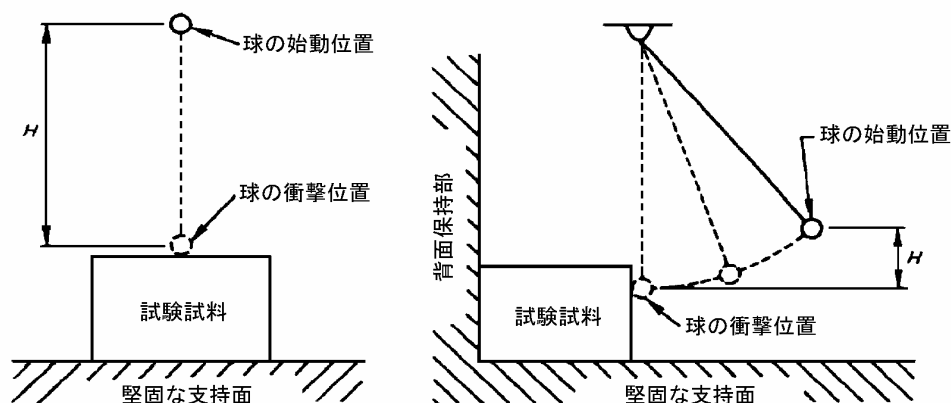 球の始動位置
H
球の衝撃位置
試験試料
堅固な支持面
背面保持部
球の始動位置
H
試験試料
球の衝撃位置
堅固な支持面